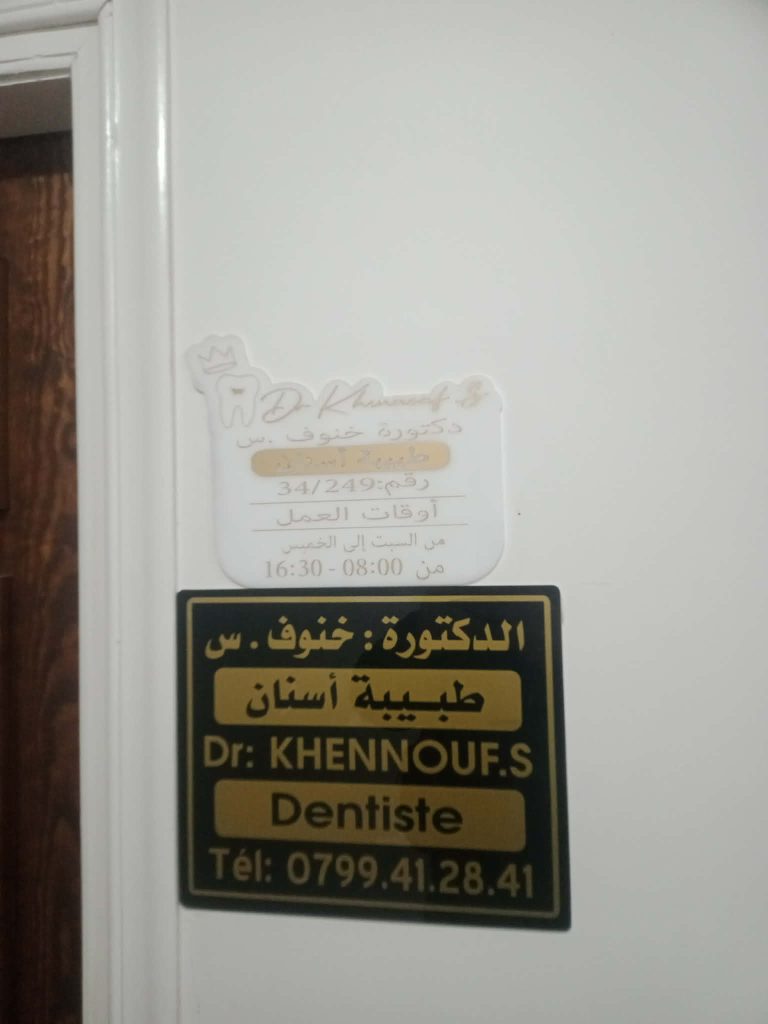 Dr Khennouf .S
دكتورة خنوف .س
طبيبة أسنان
رقم:34/249
أوقات العمل
من السبت إلى الخميس
من 08:00 - 16:30
الدكتورة : خنوف . س
طبيبة أسنان
Dr: KHENNOUF.S
Dentiste
Tél: 0799.41.28.41